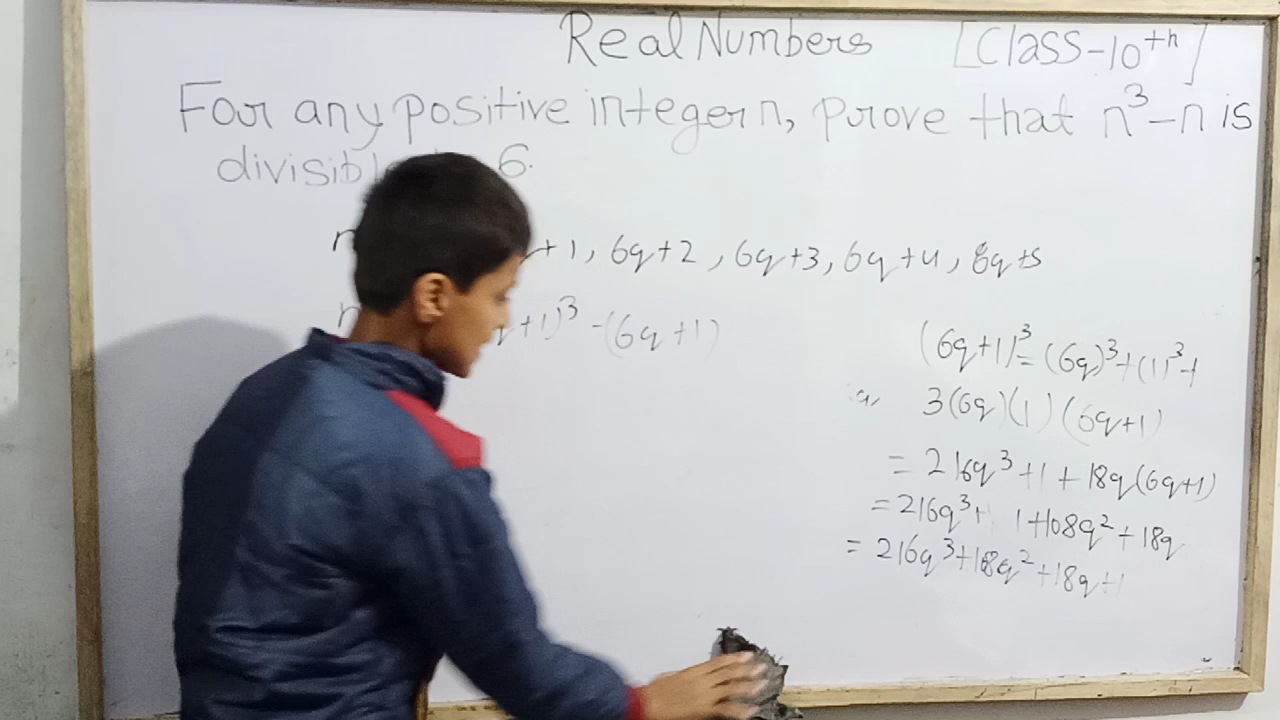 Real Numbers [Class-10th]
For any positive integer n, prove that n³-n is
divisibl 6.
+1, 6q+2, 6q+3, 6q+4, 6q+5
+1)³ -(6q+1)
(6q+1)³=(6q)³+(1)³+
3(6q)(1)(6q+1)
= 216q³+1+18q(6q+1)
=216q³+ 1+108q²+18q
= 216q³+108q²+18q+1